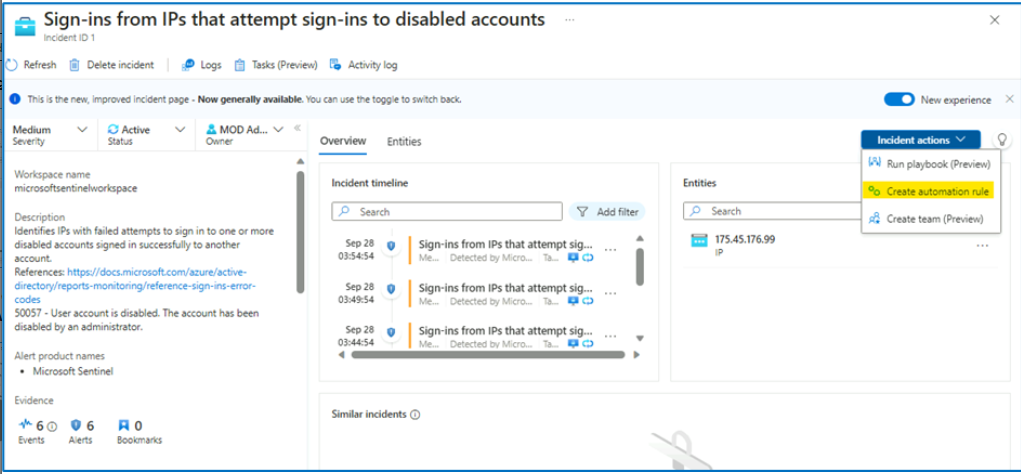 Sign-ins from IPs that attempt sign-ins to disabled accounts ...
Incident ID 1
Refresh Delete incident Logs Tasks (Preview) Activity log
This is the new, improved incident page - Now generally available. You can use the toggle to switch back. New experience
Medium Active MOD Ad...
Severity Status Owner
Workspace name
microsoftsentinelworkspace
Description
Identifies IPs with failed attempts to sign in to one or more
disabled accounts signed in successfully to another
account.
References: https://docs.microsoft.com/azure/active-
directory/reports-monitoring/reference-sign-ins-error-
codes
50057 - User account is disabled. The account has been
disabled by an administrator.
Alert product names
• Microsoft Sentinel
Evidence
6 6 0
Events Alerts Bookmarks
Overview Entities
Incident timeline
Search Add filter
Sep 28 Sign-ins from IPs that attempt sig... ...
03:54:54 Me... Detected by Micro... Ta...
Sep 28 Sign-ins from IPs that attempt sig... ...
03:49:54 Me... Detected by Micro... Ta...
Sep 28 Sign-ins from IPs that attempt sig... ...
03:44:54 Me... Detected by Micro... Ta...
Similar incidents
Incident actions
Run playbook (Preview)
Create automation rule
Create team (Preview)
Entities
Search
175.45.176.99 ...
IP